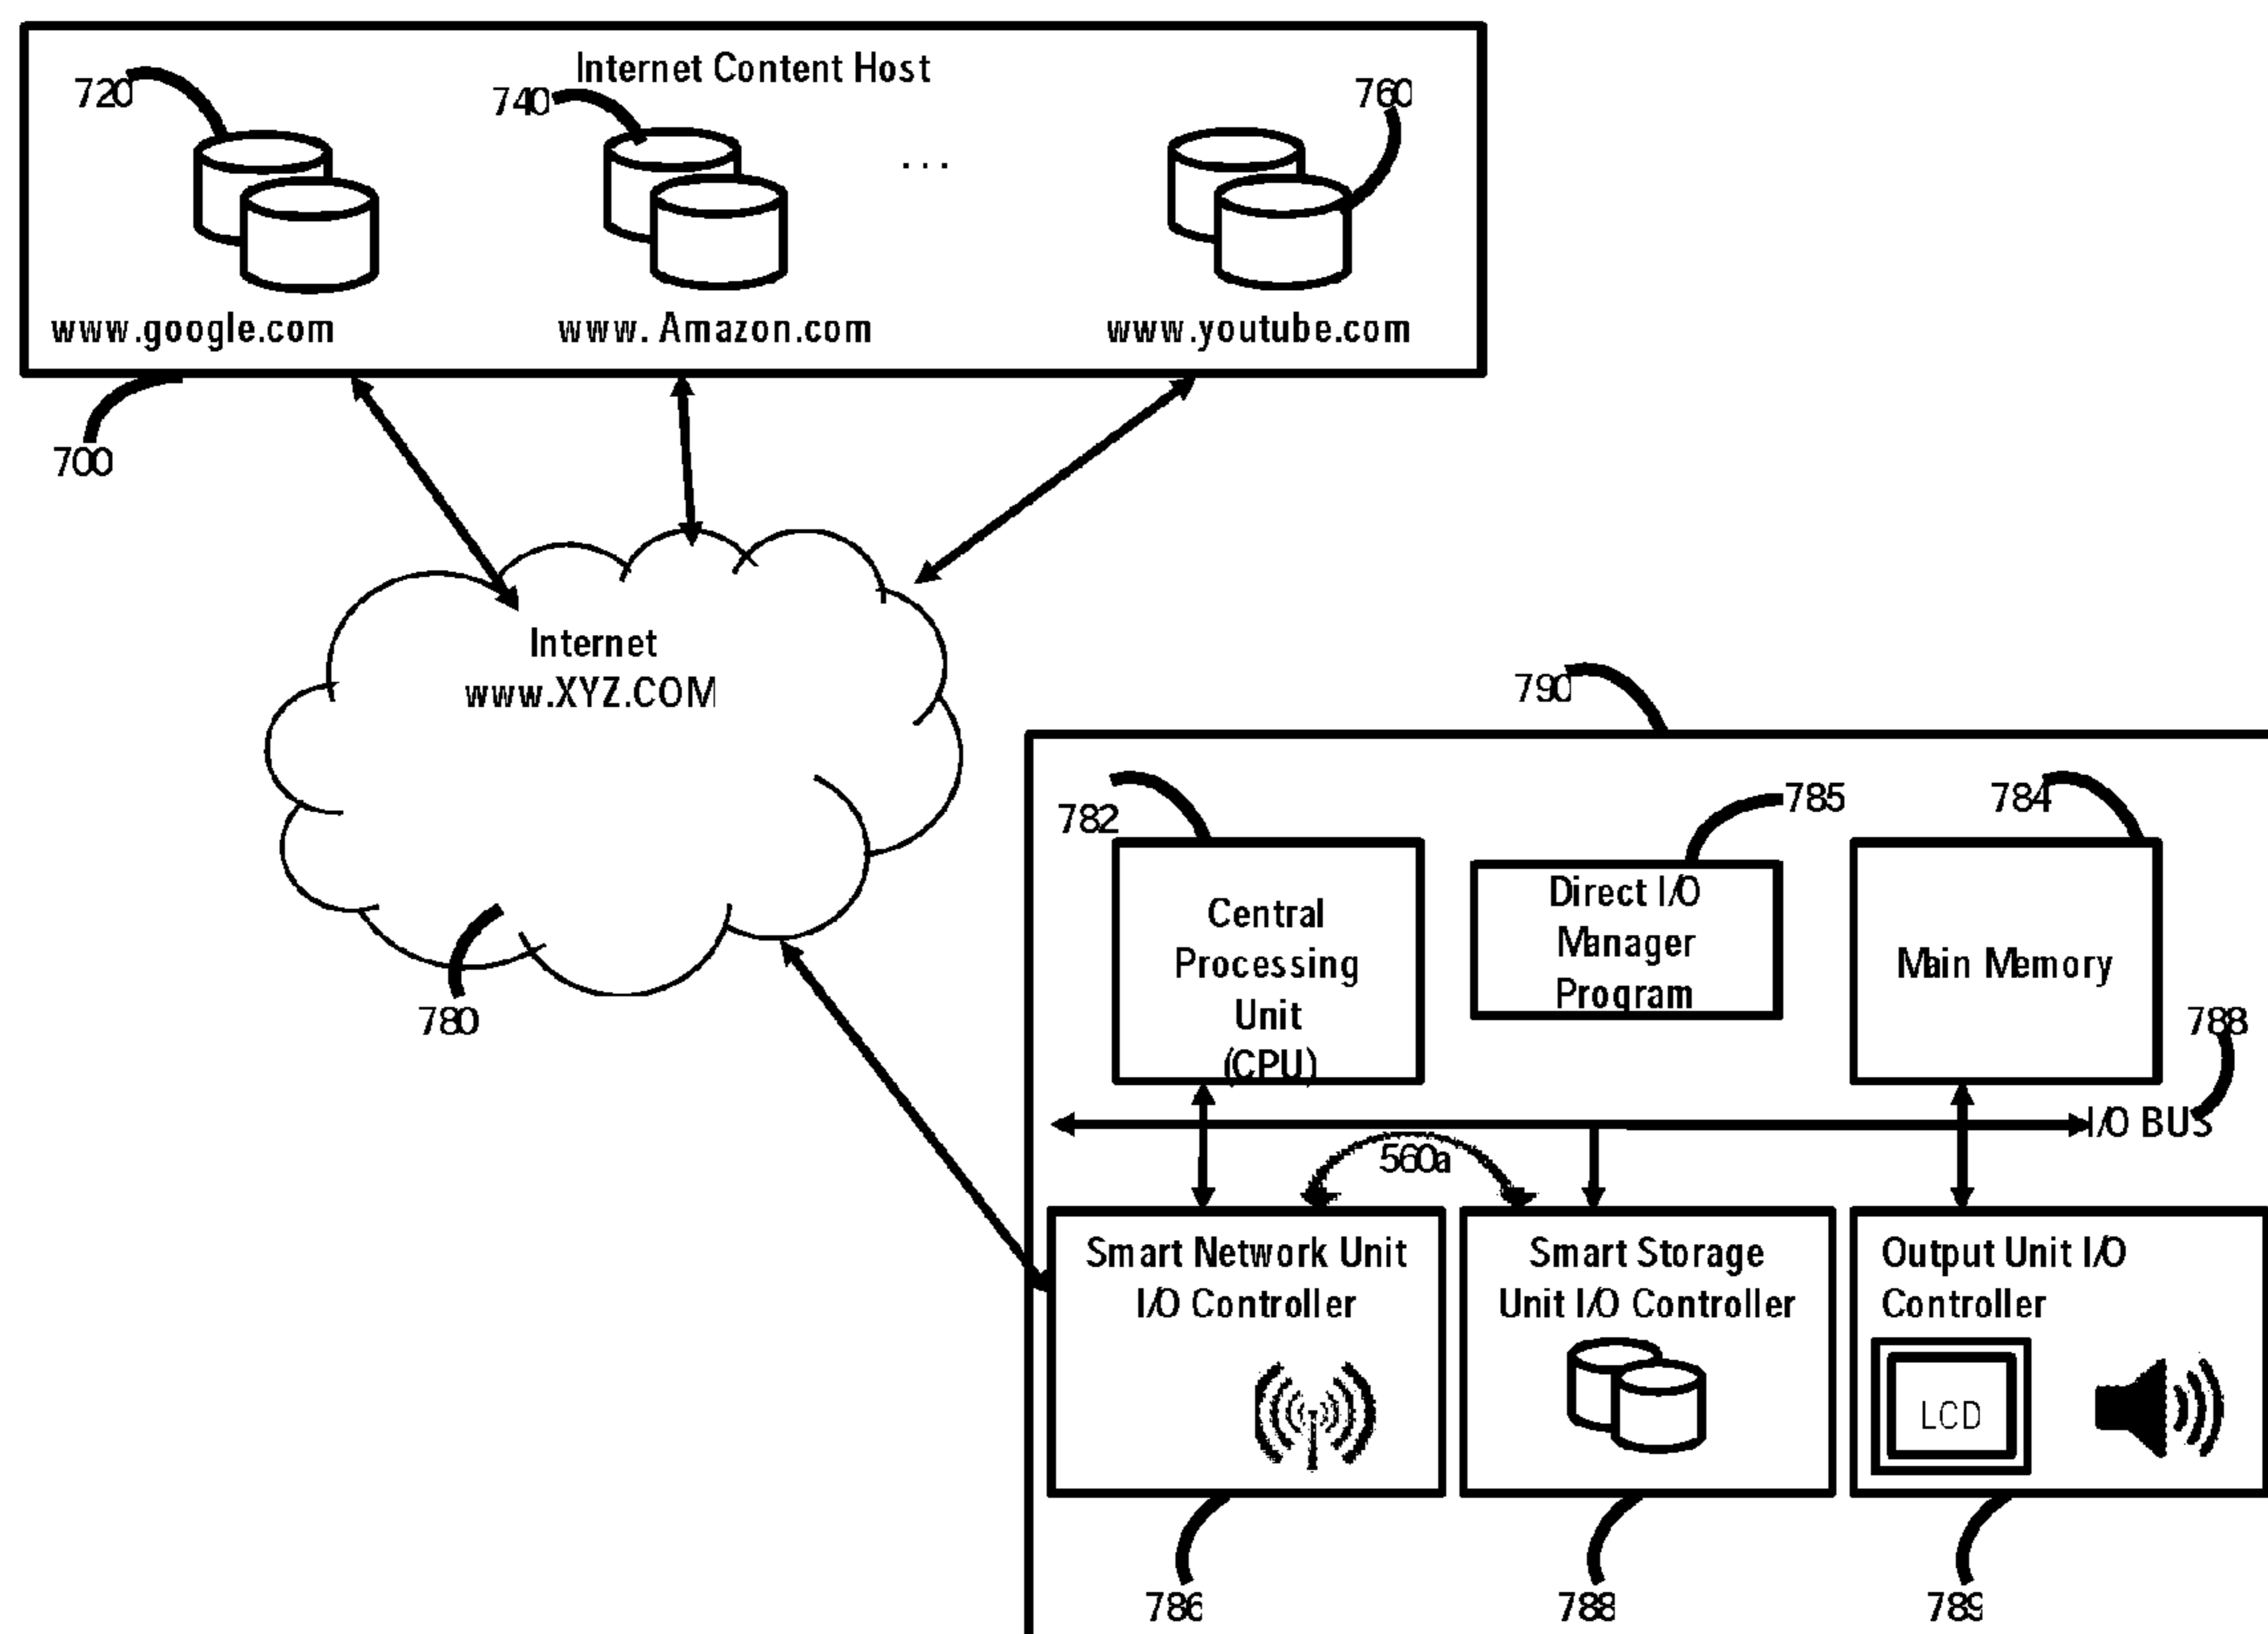 Internet Content Host
720
740
760
...
www.google.com
www. Amazon.com
www.youtube.com
700
Internet
www.XYZ.COM
780
790
782
785
784
Central
Processing
Unit
(CPU)
Direct I/O
Manager
Program
Main Memory
788
I/O BUS
560a
Smart Network Unit
I/O Controller
Smart Storage
Unit I/O Controller
Output Unit I/O
Controller
LCD
786
788
789